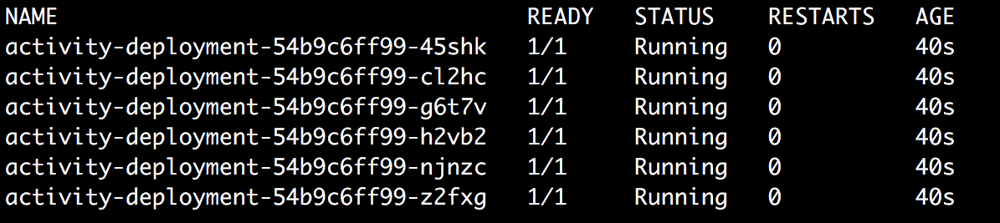 NAME READY STATUS RESTARTS AGE
activity-deployment-54b9c6ff99-45shk 1/1 Running 0 40s
activity-deployment-54b9c6ff99-cl2hc 1/1 Running 0 40s
activity-deployment-54b9c6ff99-g6t7v 1/1 Running 0 40s
activity-deployment-54b9c6ff99-h2vb2 1/1 Running 0 40s
activity-deployment-54b9c6ff99-njnzc 1/1 Running 0 40s
activity-deployment-54b9c6ff99-z2fxg 1/1 Running 0 40s